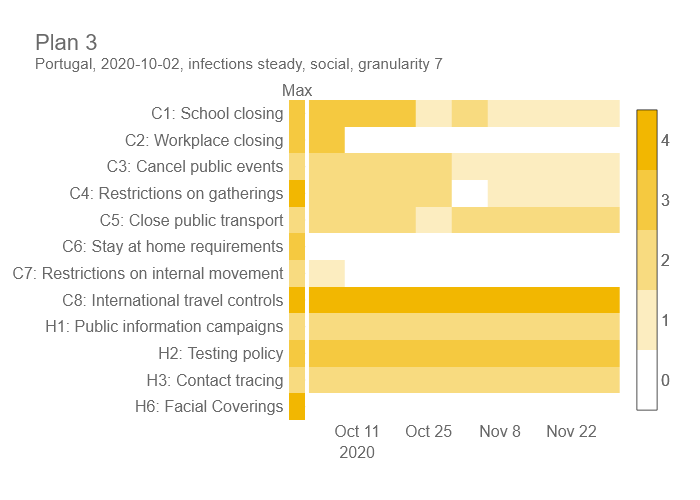 Plan 3
Portugal, 2020-10-02, infections steady, social, granularity 7
Max
C1: School closing
C2: Workplace closing
C3: Cancel public events
C4: Restrictions on gatherings
C5: Close public transport
C6: Stay at home requirements
C7: Restrictions on internal movement
C8: International travel controls
H1: Public information campaigns
H2: Testing policy
H3: Contact tracing
H6: Facial Coverings
Oct 11 Oct 25 Nov 8 Nov 22
2020
4
3
2
1
0